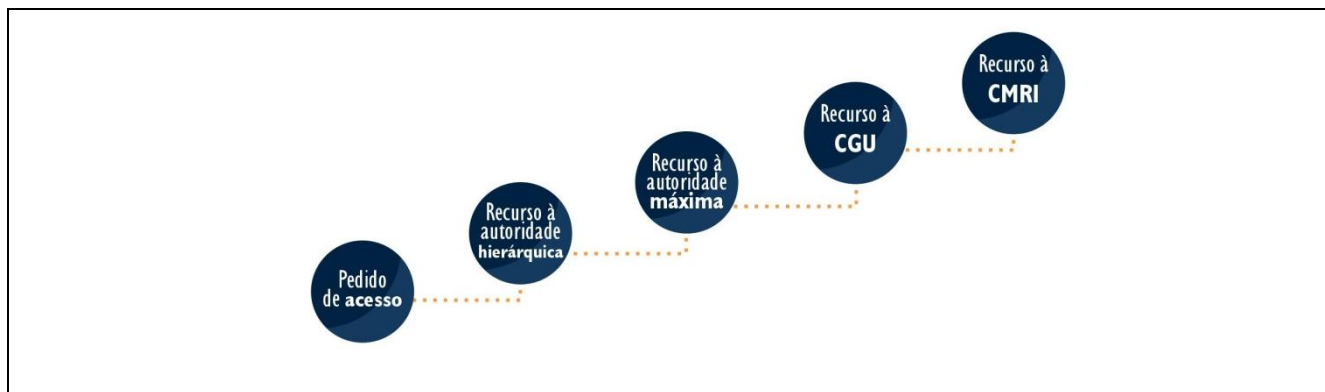 Pedido
de acesso
Recurso à
autoridade
hierárquica
Recurso à
autoridade
máxima
Recurso à
CGU
Recurso à
CMRI